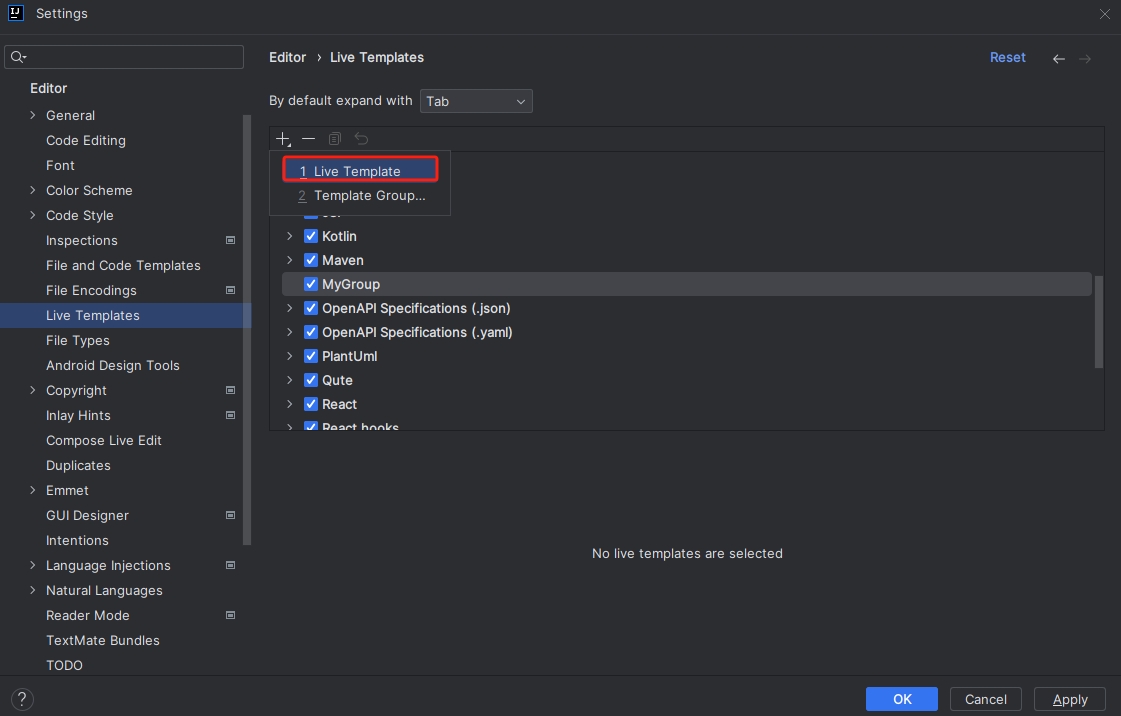 IJ
Settings
Editor
General
Code Editing
Font
Color Scheme
Code Style
Inspections
File and Code Templates
File Encodings
Live Templates
File Types
Android Design Tools
Copyright
Inlay Hints
Compose Live Edit
Duplicates
Emmet
GUI Designer
Intentions
Language Injections
Natural Languages
Reader Mode
TextMate Bundles
TODO
Editor › Live Templates
Reset
By default expand with Tab
1 Live Template
2 Template Group...
Kotlin
Maven
MyGroup
OpenAPI Specifications (.json)
OpenAPI Specifications (.yaml)
PlantUml
Qute
React
React hooks
No live templates are selected
?
OK
Cancel
Apply